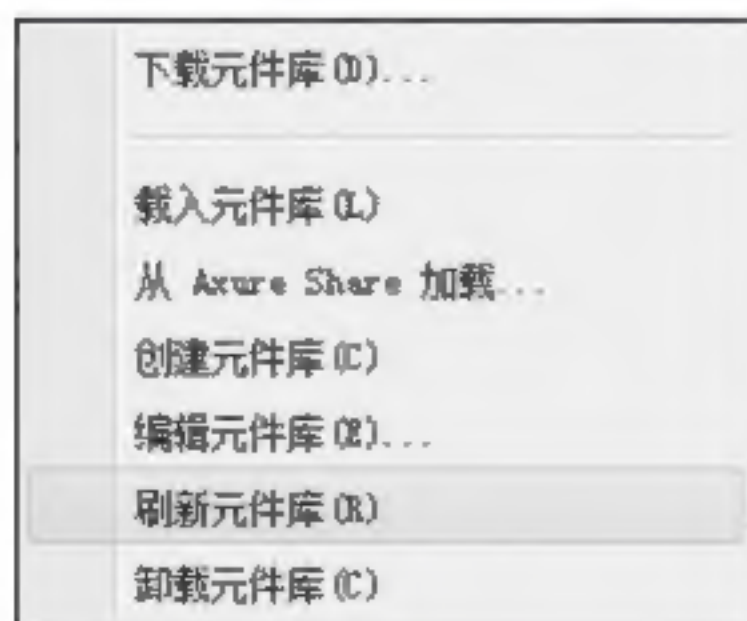 下载元件库(D)...
载入元件库(L)
从 Axure Share 加载...
创建元件库(C)
编辑元件库(E)...
刷新元件库(R)
卸载元件库(C)